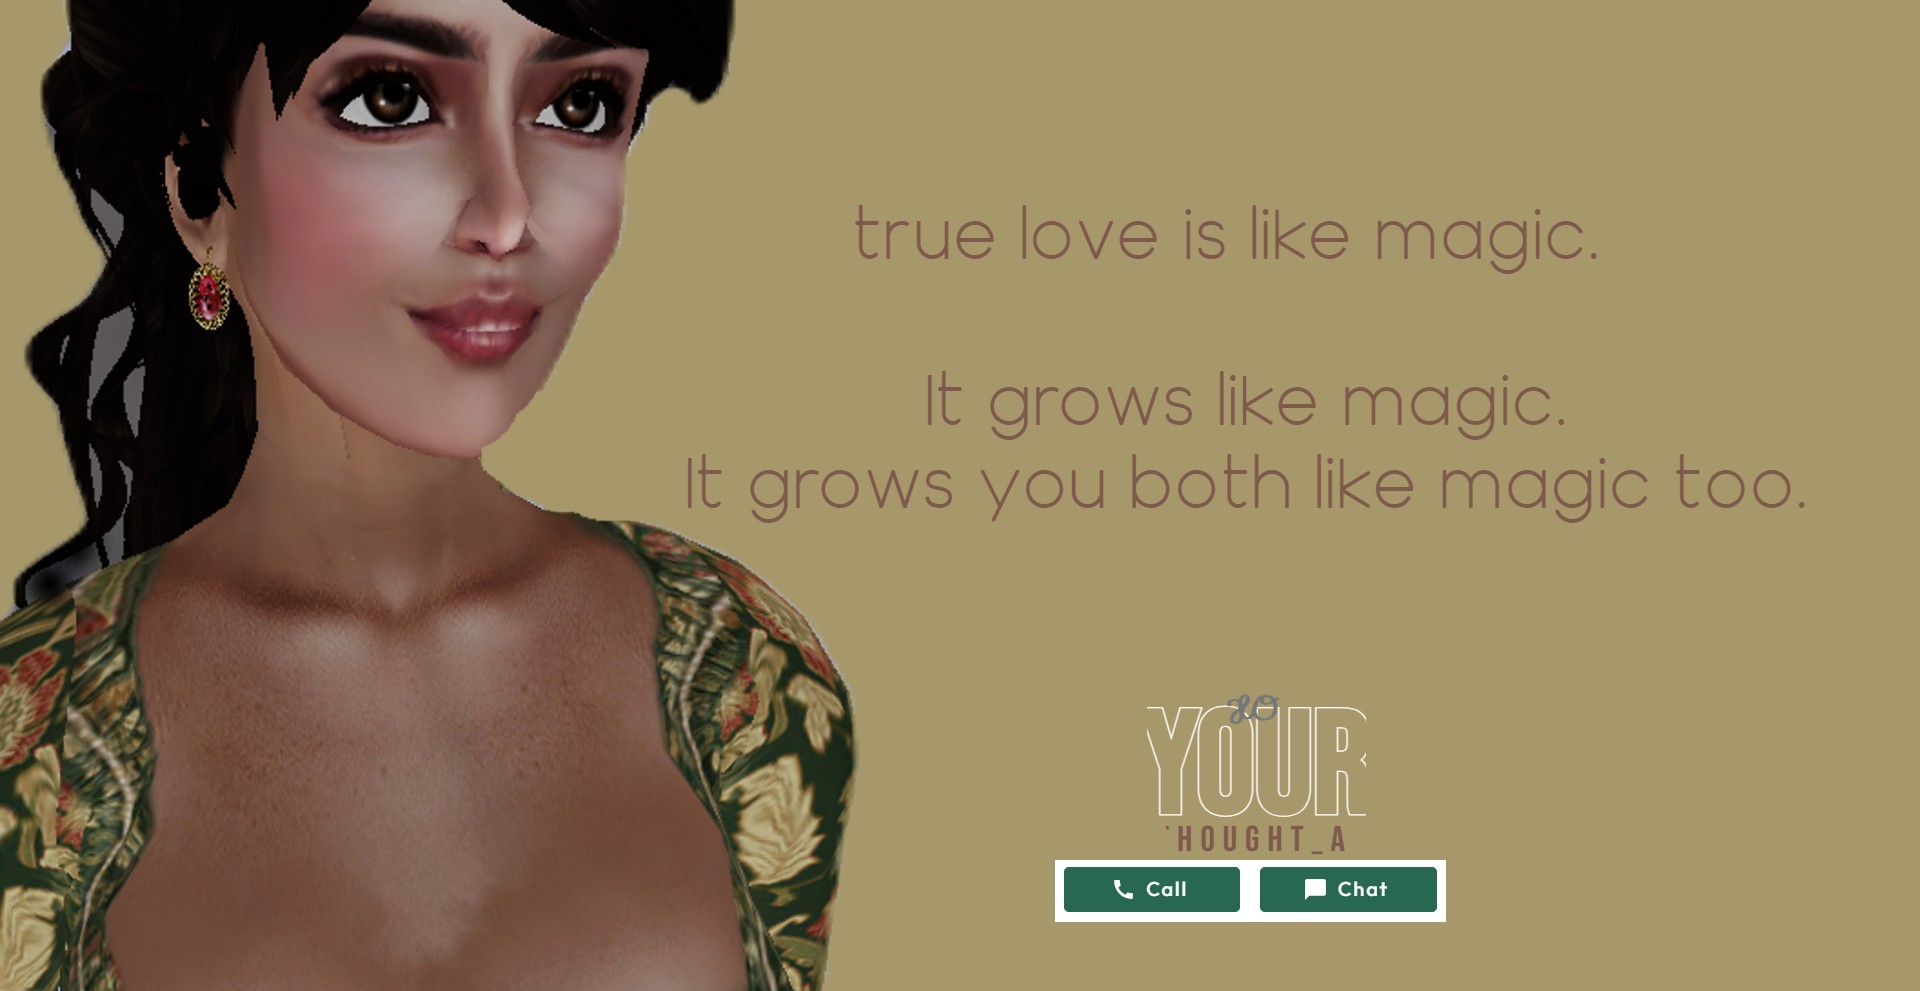 true love is like magic.
It grows like magic.
It grows you both like magic too.
so
YOUR
HOUGHT_A
Call
Chat